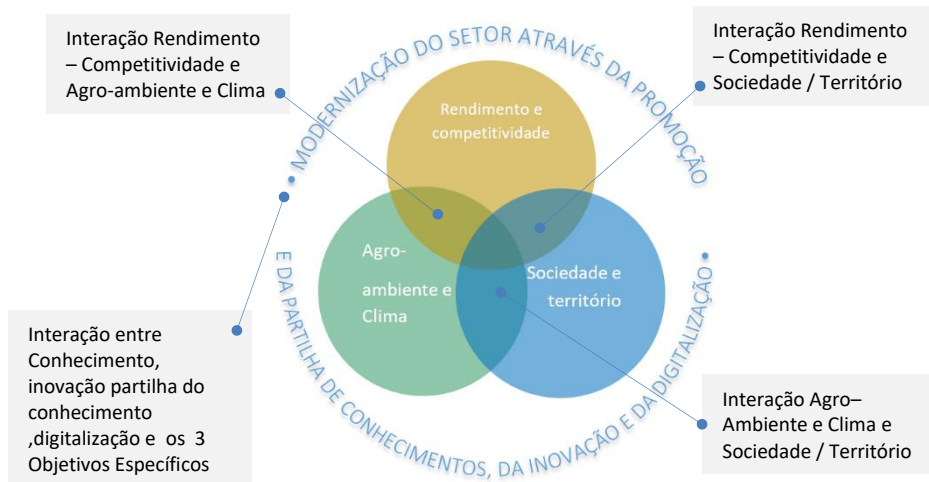 Interação Rendimento
– Competitividade e
Agro-ambiente e Clima
Interação Rendimento
– Competitividade e
Sociedade / Território
• MODERNIZAÇÃO DO SETOR ATRAVÉS DA PROMOÇÃO
E DA PARTILHA DE CONHECIMENTOS, DA INOVAÇÃO E DA DIGITALIZAÇÃO •
Rendimento e
competitividade
Agro-
ambiente e
Clima
Sociedade e
território
Interação entre
Conhecimento,
inovação partilha do
conhecimento
,digitalização e os 3
Objetivos Específicos
Interação Agro–
Ambiente e Clima e
Sociedade / Território